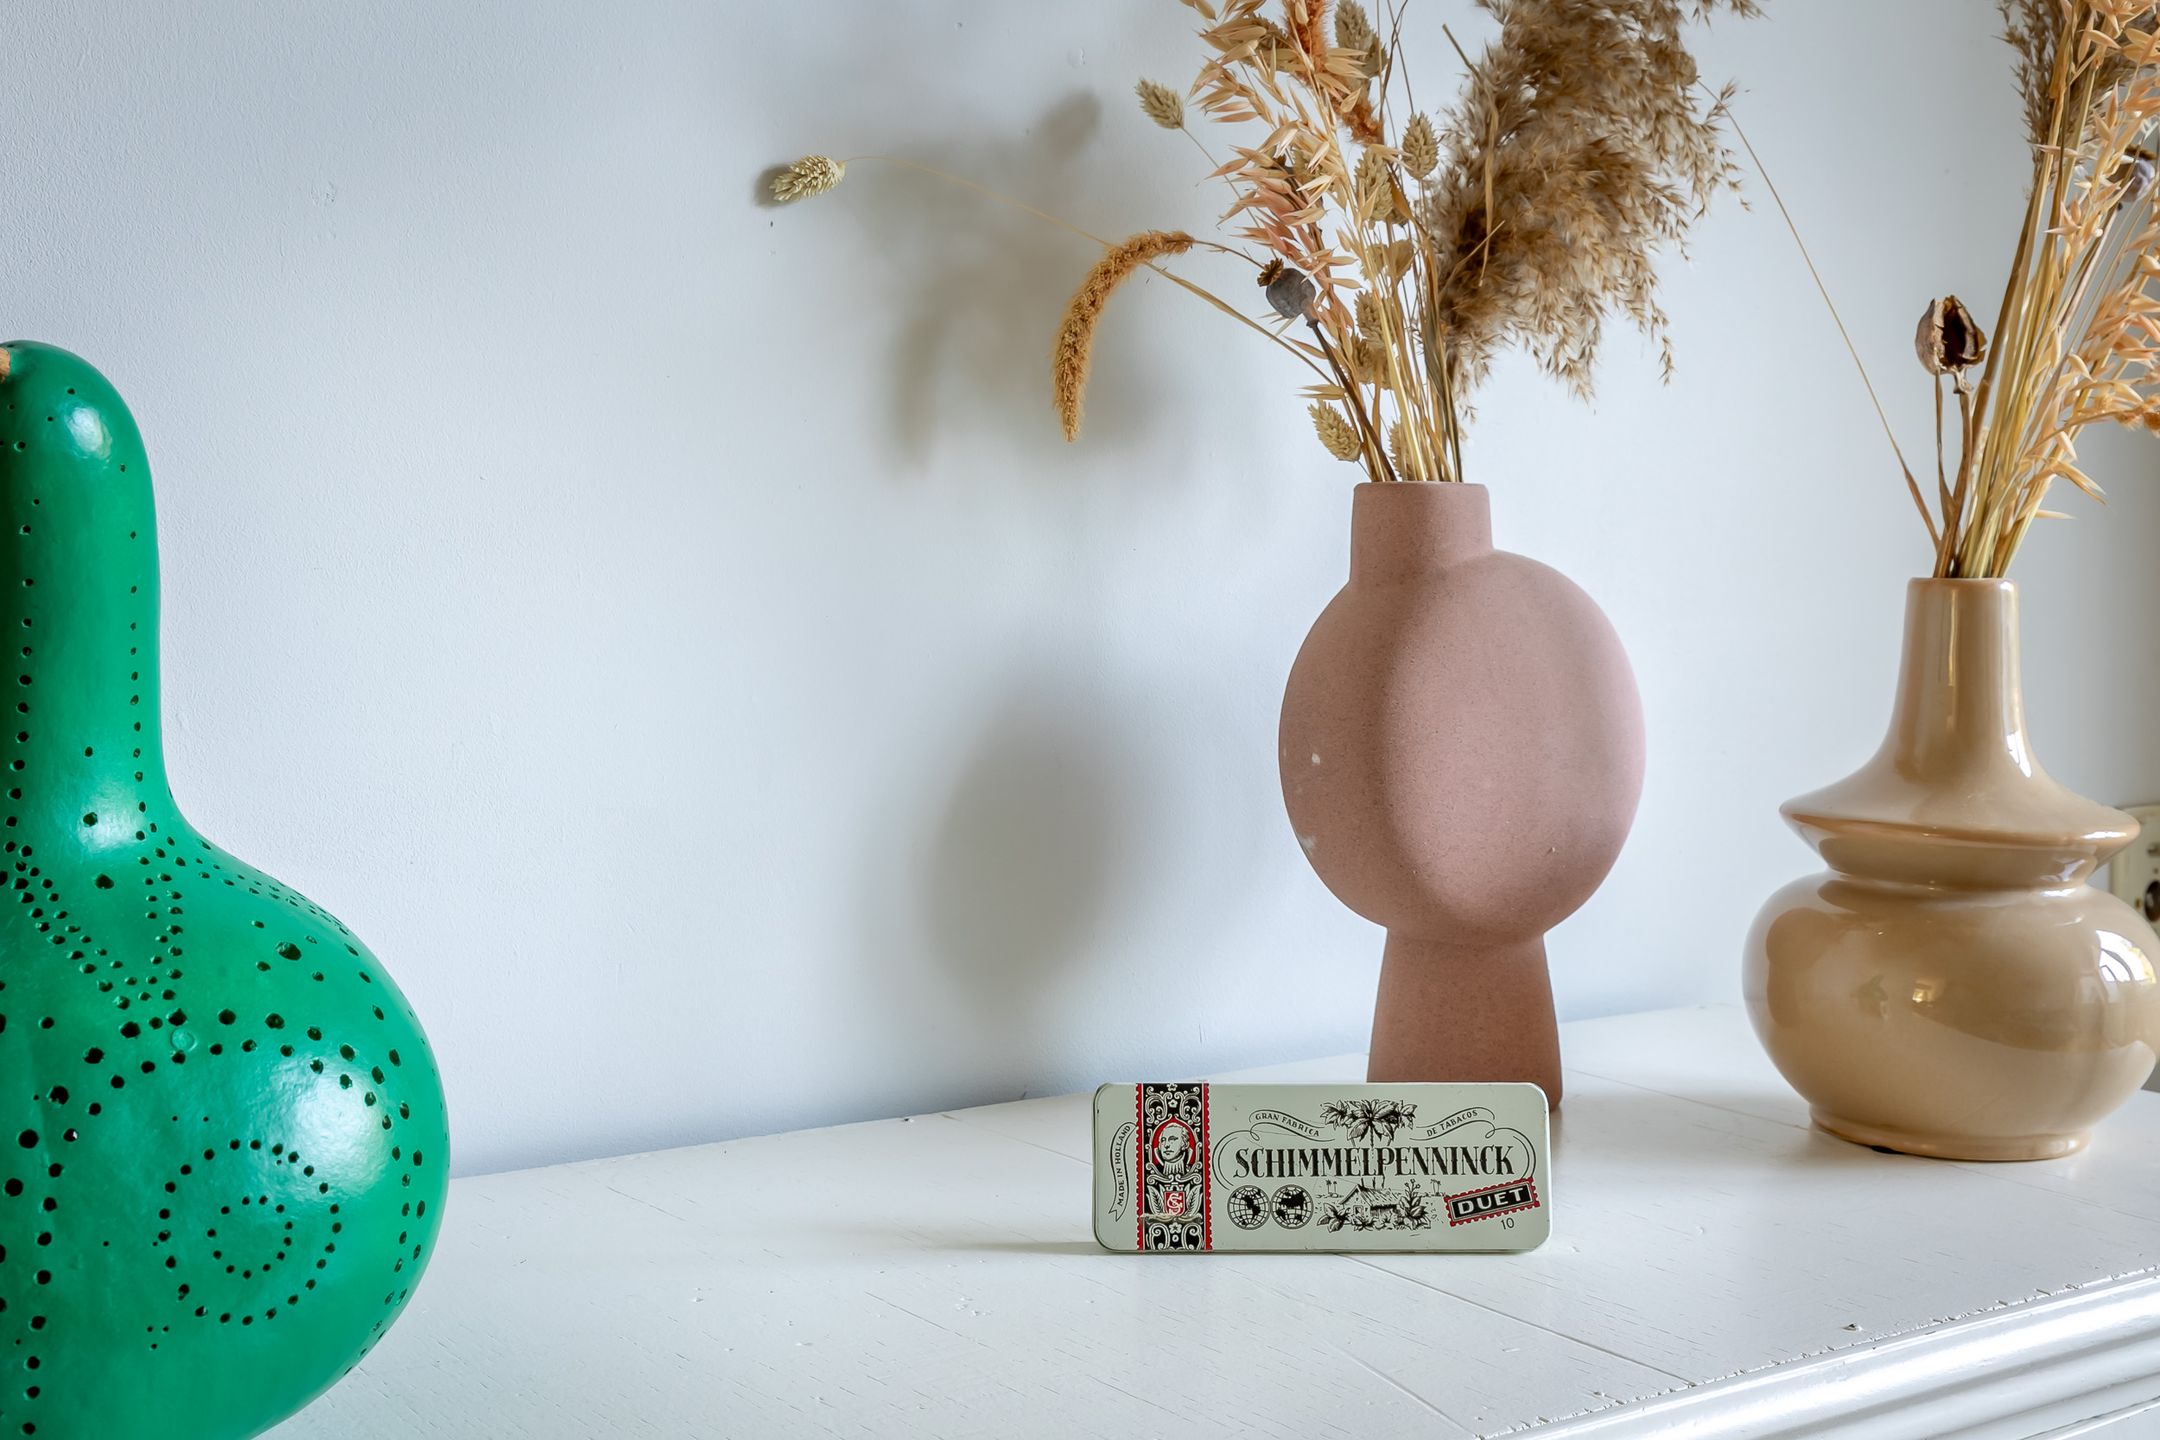 MADE IN HOLLAND
GRAN FABRICA DE TABACOS
SCHIMMELPENNINCK
DUET
10